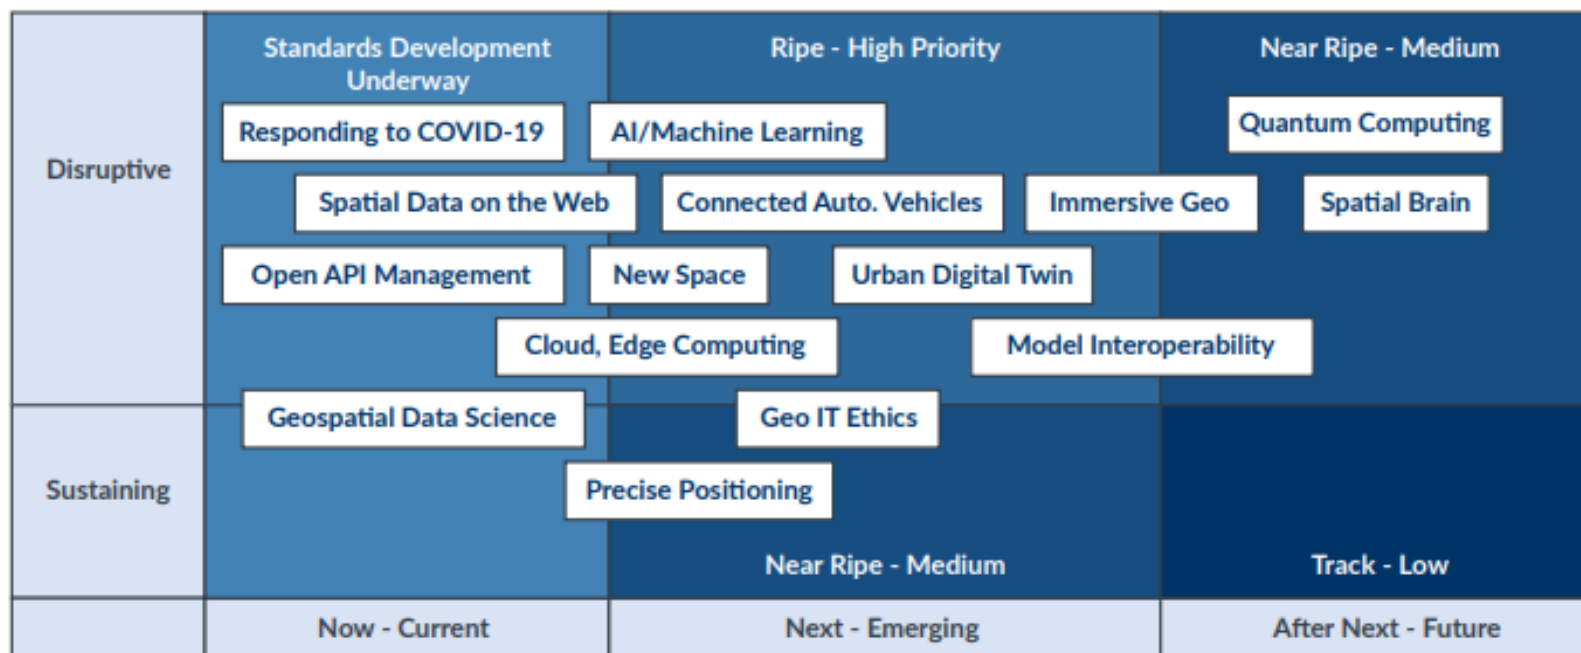 Standards Development
Underway
Ripe - High Priority
Near Ripe - Medium
Disruptive
Responding to COVID-19
AI/Machine Learning
Quantum Computing
Spatial Data on the Web
Connected Auto. Vehicles
Immersive Geo
Spatial Brain
Open API Management
New Space
Urban Digital Twin
Cloud, Edge Computing
Model Interoperability
Geospatial Data Science
Geo IT Ethics
Sustaining
Precise Positioning
Near Ripe - Medium
Track - Low
Now - Current
Next - Emerging
After Next - Future